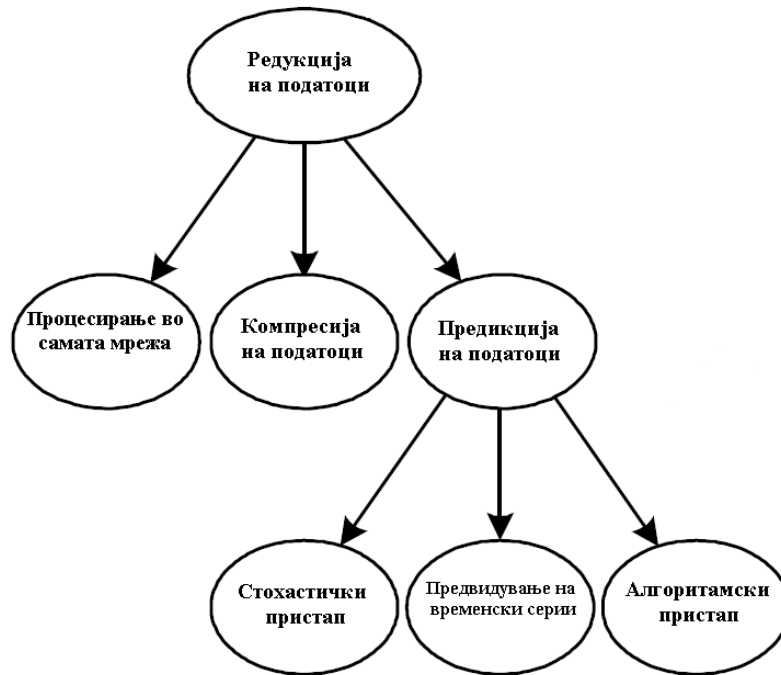 Редукција
на податоци
Процесирање во
самата мрежа
Компресија
на податоци
Предикција
на податоци
Стохастички
пристап
Предвидување на
временски серии
Алгоритамски
пристап